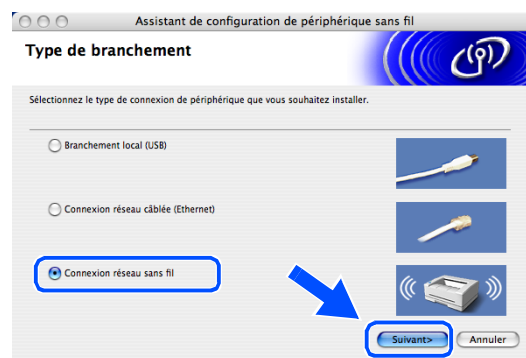 Assistant de configuration de périphérique sans fil
Type de branchement
Sélectionnez le type de connexion de périphérique que vous souhaitez installer.
Branchement local (USB)
Connexion réseau câblée (Ethernet)
Connexion réseau sans fil
Suivant> Annuler